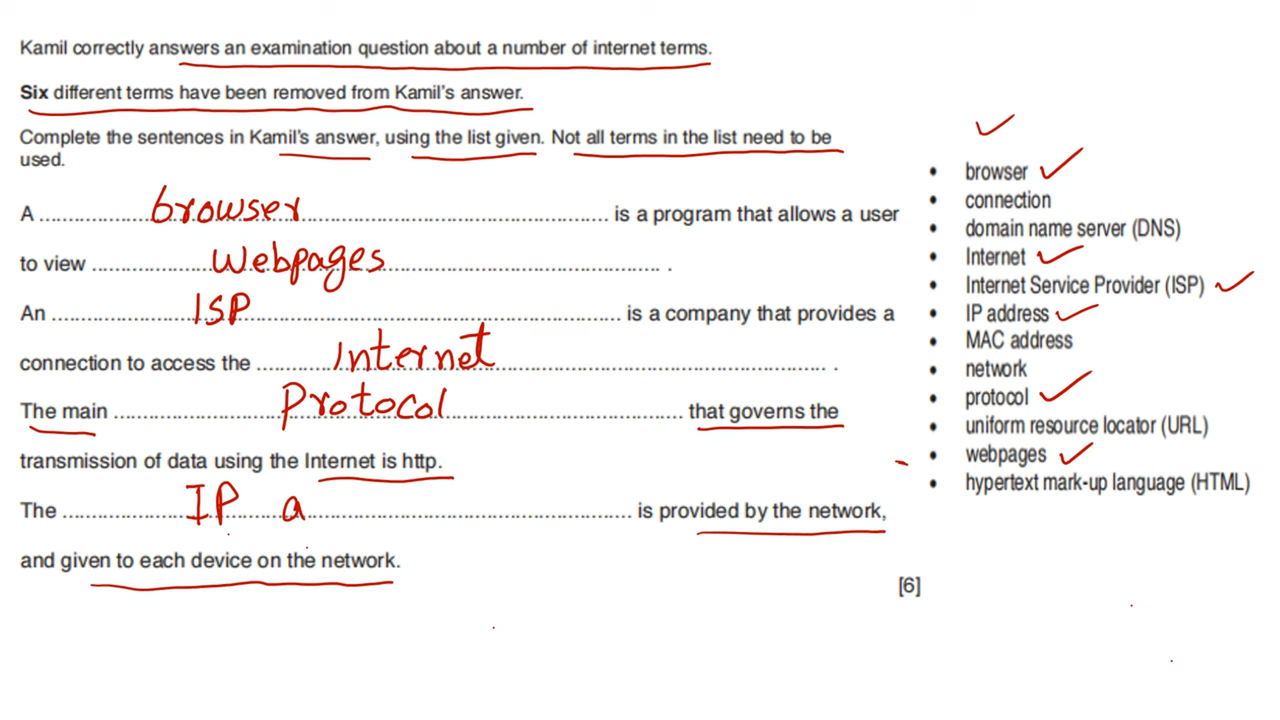 Kamil correctly answers an examination question about a number of internet terms.
Six different terms have been removed from Kamil's answer.
Complete the sentences in Kamil's answer, using the list given. Not all terms in the list need to be
used.
A ............ browser ............ is a program that allows a user
to view ............ Webpages ............ .
An ............ ISP ............ is a company that provides a
connection to access the ............ Internet ............ .
The main ............ Protocol ............ that governs the
transmission of data using the Internet is http.
The ............ IP a ............ is provided by the network,
and given to each device on the network.
[6]
• browser
• connection
• domain name server (DNS)
• Internet
• Internet Service Provider (ISP)
• IP address
• MAC address
• network
• protocol
• uniform resource locator (URL)
• webpages
• hypertext mark-up language (HTML)